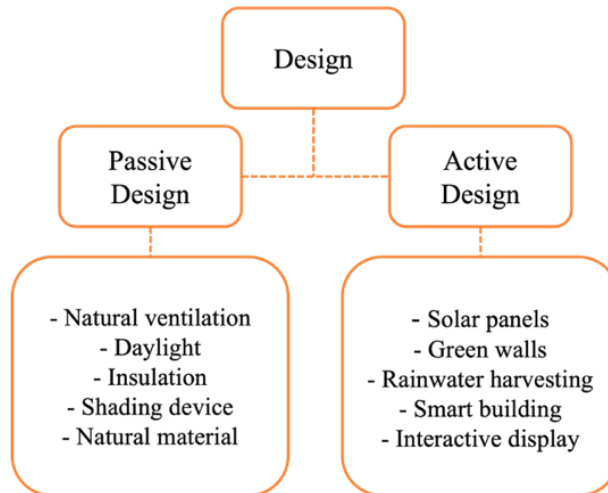 Design
Passive
Design
Active
Design
- Natural ventilation
- Daylight
- Insulation
- Shading device
- Natural material
- Solar panels
- Green walls
- Rainwater harvesting
- Smart building
- Interactive display